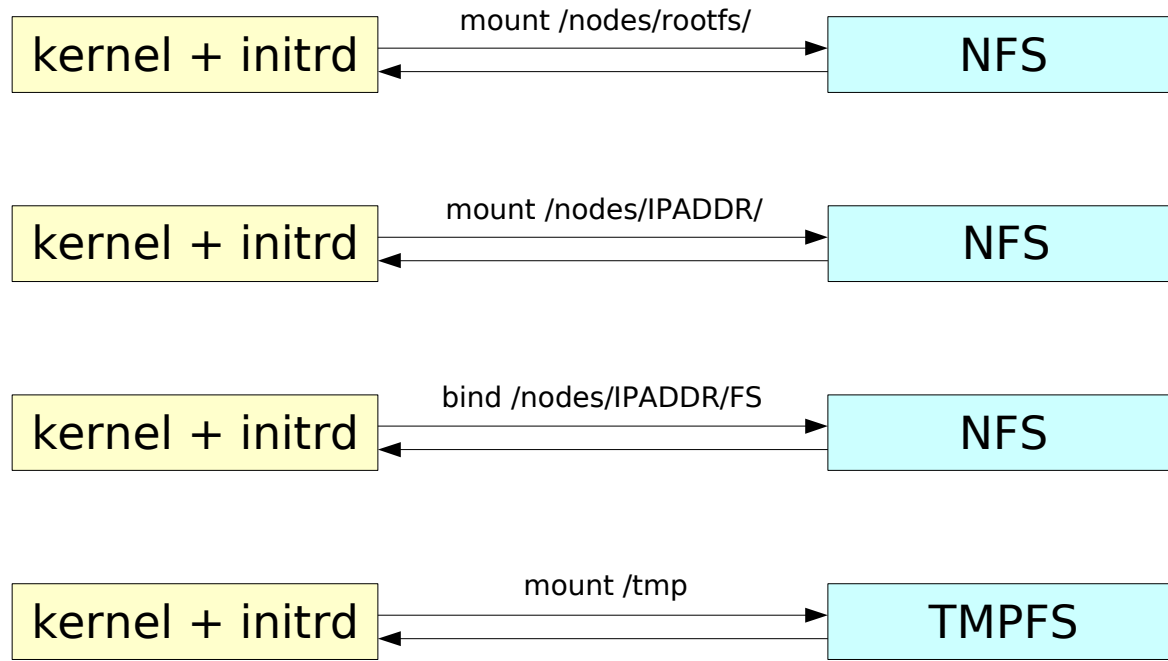 mount /nodes/rootfs/
kernel + initrd
NFS
mount /nodes/IPADDR/
kernel + initrd
NFS
bind /nodes/IPADDR/FS
kernel + initrd
NFS
mount /tmp
kernel + initrd
TMPFS